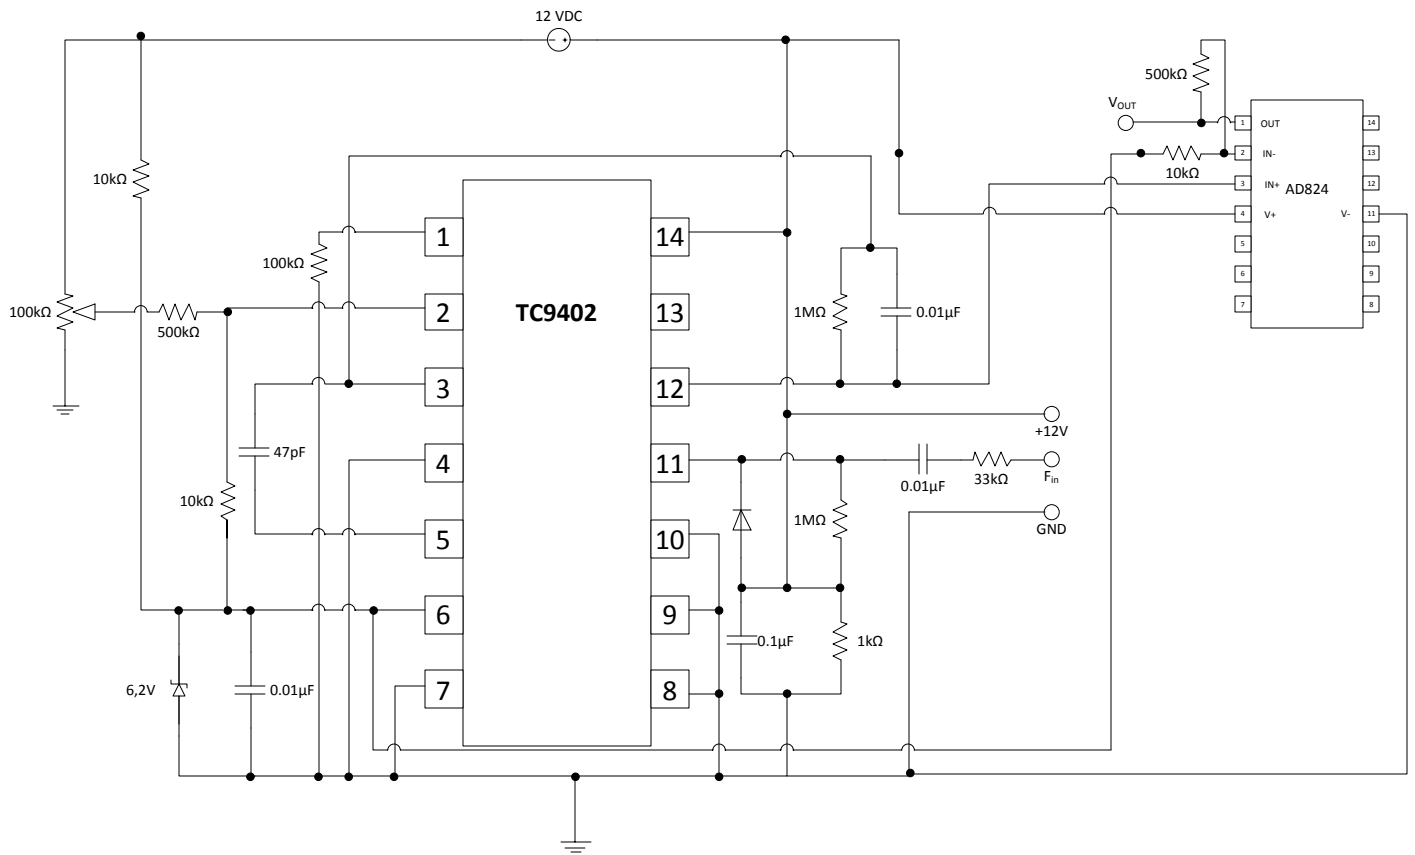 12 VDC
500kΩ
V_OUT
1 OUT 14
2 IN- 13
10kΩ
3 IN+ AD824 12
4 V+ V- 11
5 10
6 9
7 8
10kΩ
1 14
100kΩ
100kΩ
500kΩ
2 TC9402 13
1MΩ
0.01µF
3 12
+12V
47pF
4 11
0.01µF
33kΩ
F_in
10kΩ
1MΩ
GND
5 10
6 9
0.1µF
1kΩ
6,2V
0.01µF
7 8